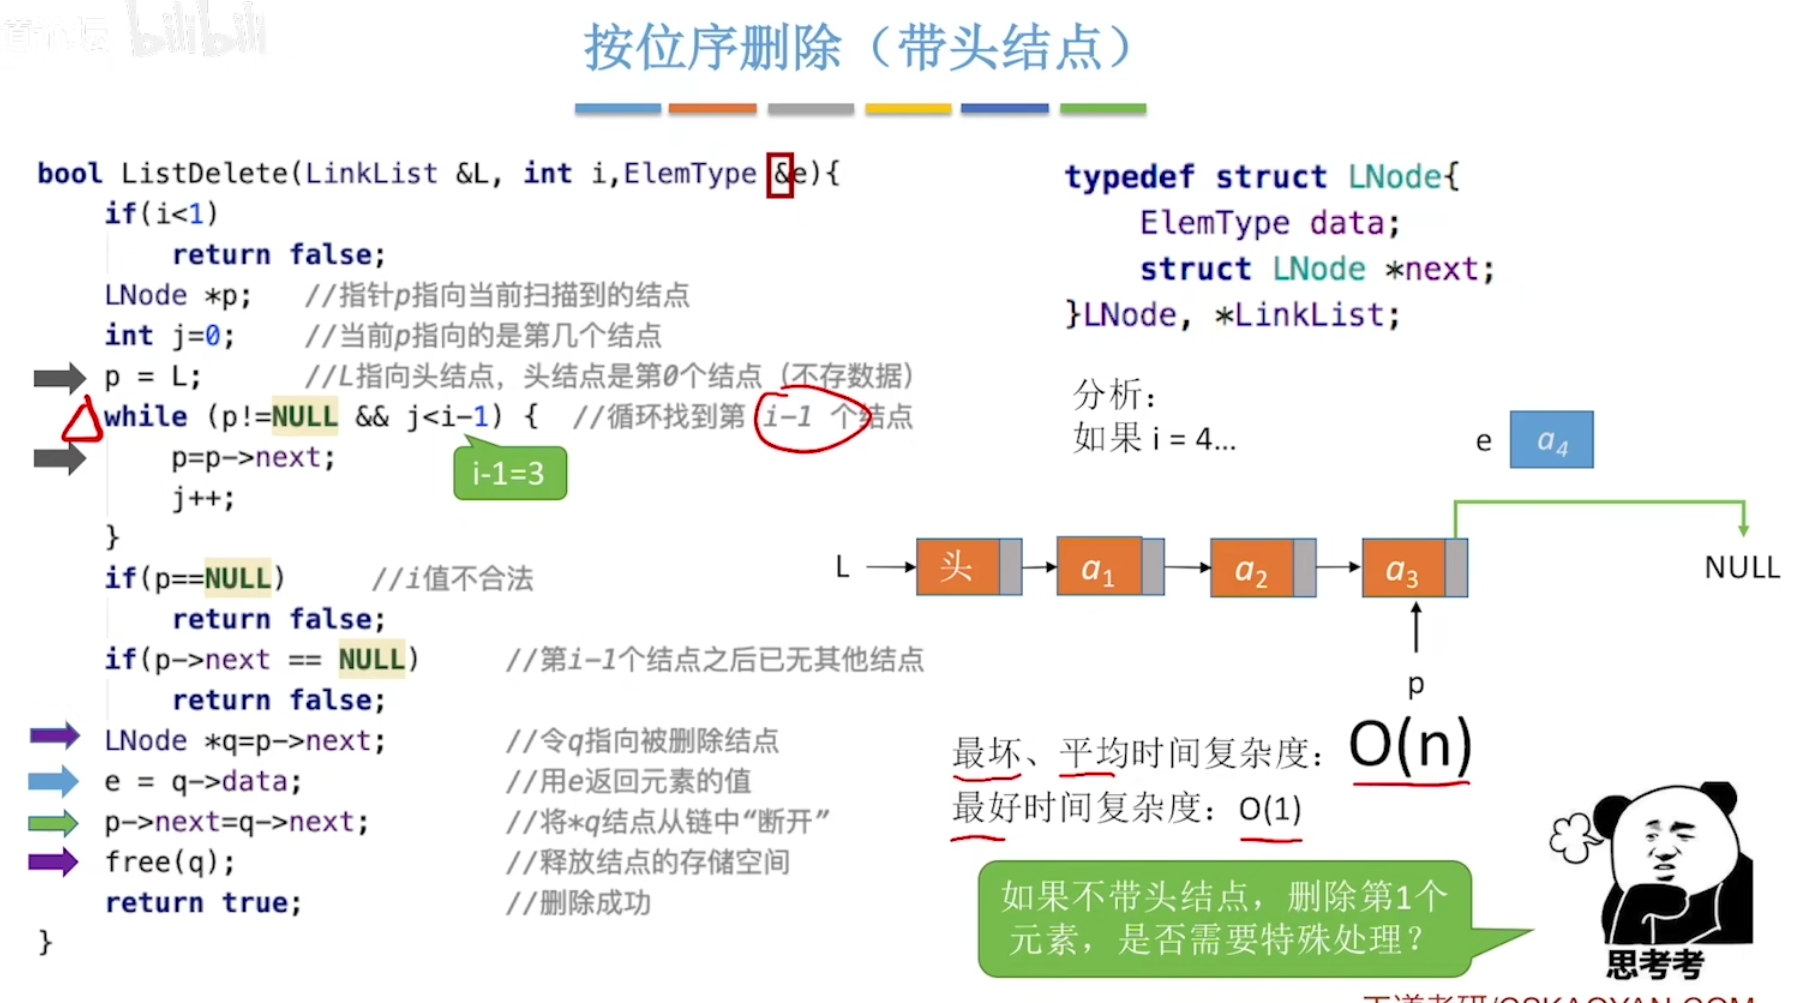 bilibili
按位序删除（带头结点）
bool ListDelete(LinkList &L, int i,ElemType &e){
if(i<1)
return false;
LNode *p;   //指针p指向当前扫描到的结点
int j=0;    //当前p指向的是第几个结点
p = L;      //L指向头结点，头结点是第0个结点（不存数据）
while (p!=NULL && j<i-1) {  //循环找到第 i-1 个结点
p=p->next;
i-1=3
j++;
}
if(p==NULL)     //i值不合法
return false;
if(p->next == NULL)     //第i-1个结点之后已无其他结点
return false;
LNode *q=p->next;       //令q指向被删除结点
e = q->data;            //用e返回元素的值
p->next=q->next;        //将*q结点从链中“断开”
free(q);                //释放结点的存储空间
return true;            //删除成功
}
typedef struct LNode{
ElemType data;
struct LNode *next;
}LNode, *LinkList;
分析：
如果 i = 4…
e a4
L 头 a1 a2 a3 NULL
p
最坏、平均时间复杂度：O(n)
最好时间复杂度：O(1)
如果不带头结点，删除第1个
元素，是否需要特殊处理？
思考考